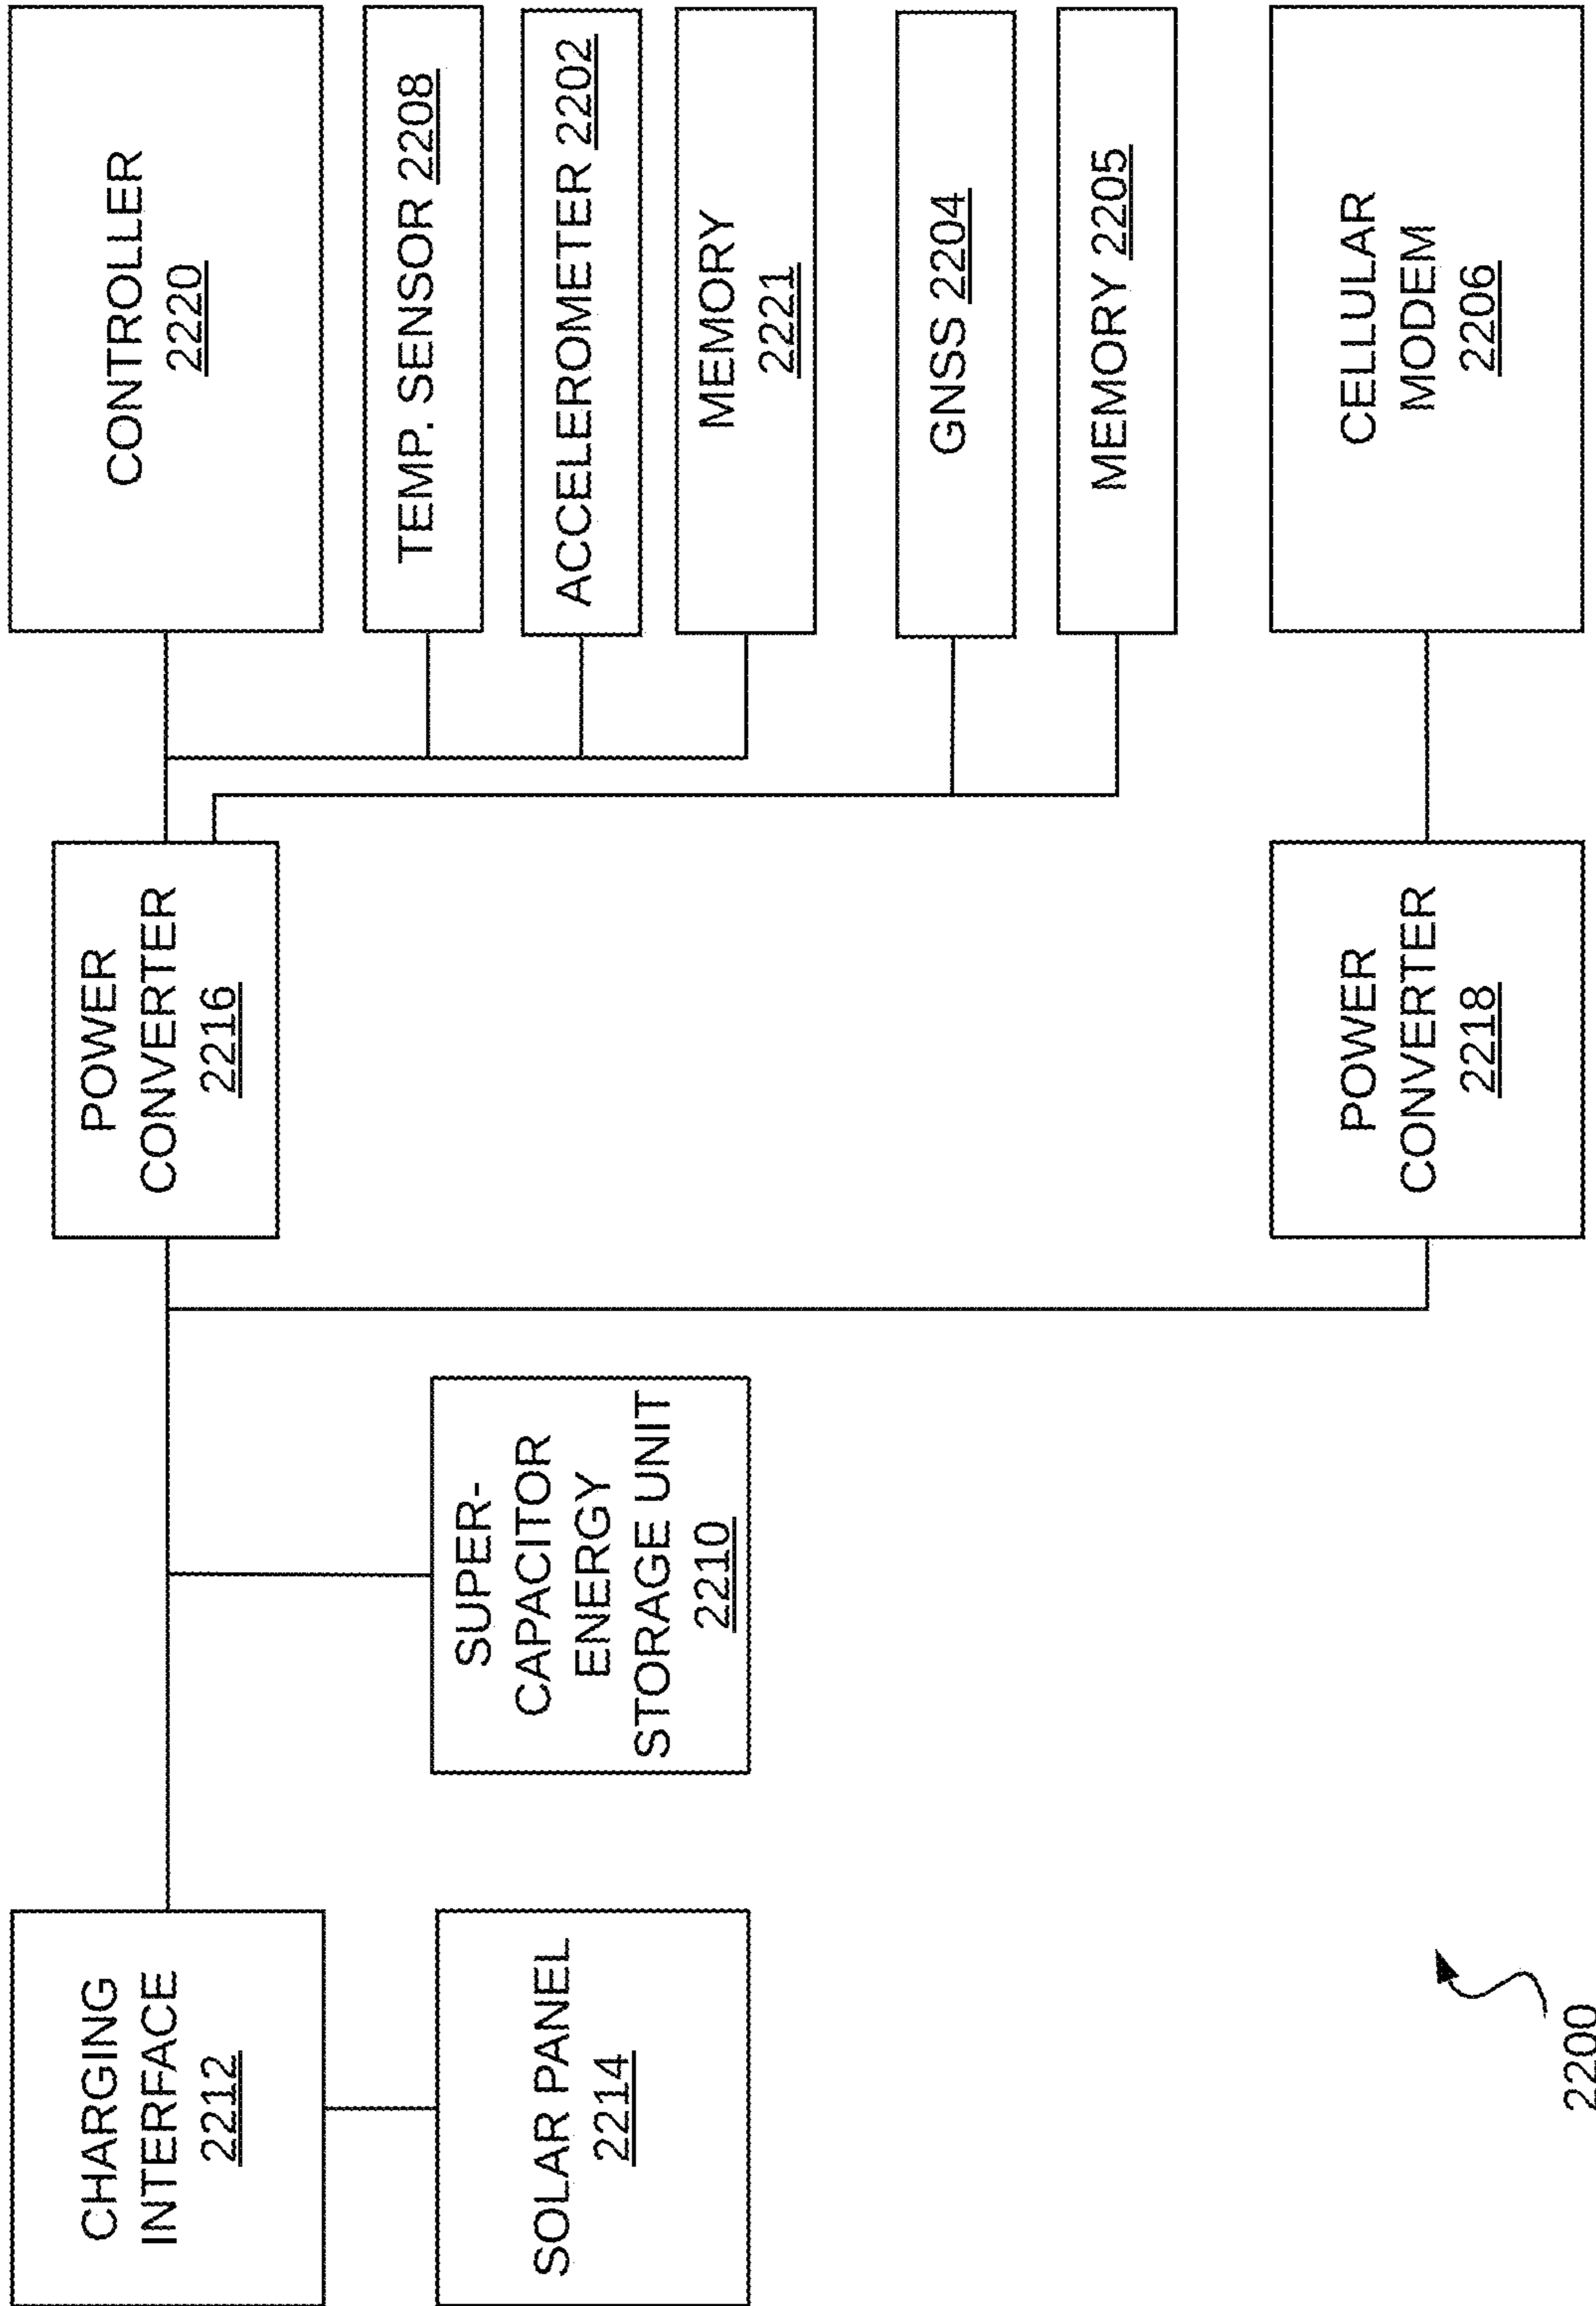 CHARGING
INTERFACE
2212
SOLAR PANEL
2214
SUPER-
CAPACITOR
ENERGY
STORAGE UNIT
2210
POWER
CONVERTER
2216
POWER
CONVERTER
2218
CONTROLLER
2220
TEMP. SENSOR 2208
ACCELEROMETER 2202
MEMORY
2221
GNSS 2204
MEMORY 2205
CELLULAR
MODEM
2206
2200